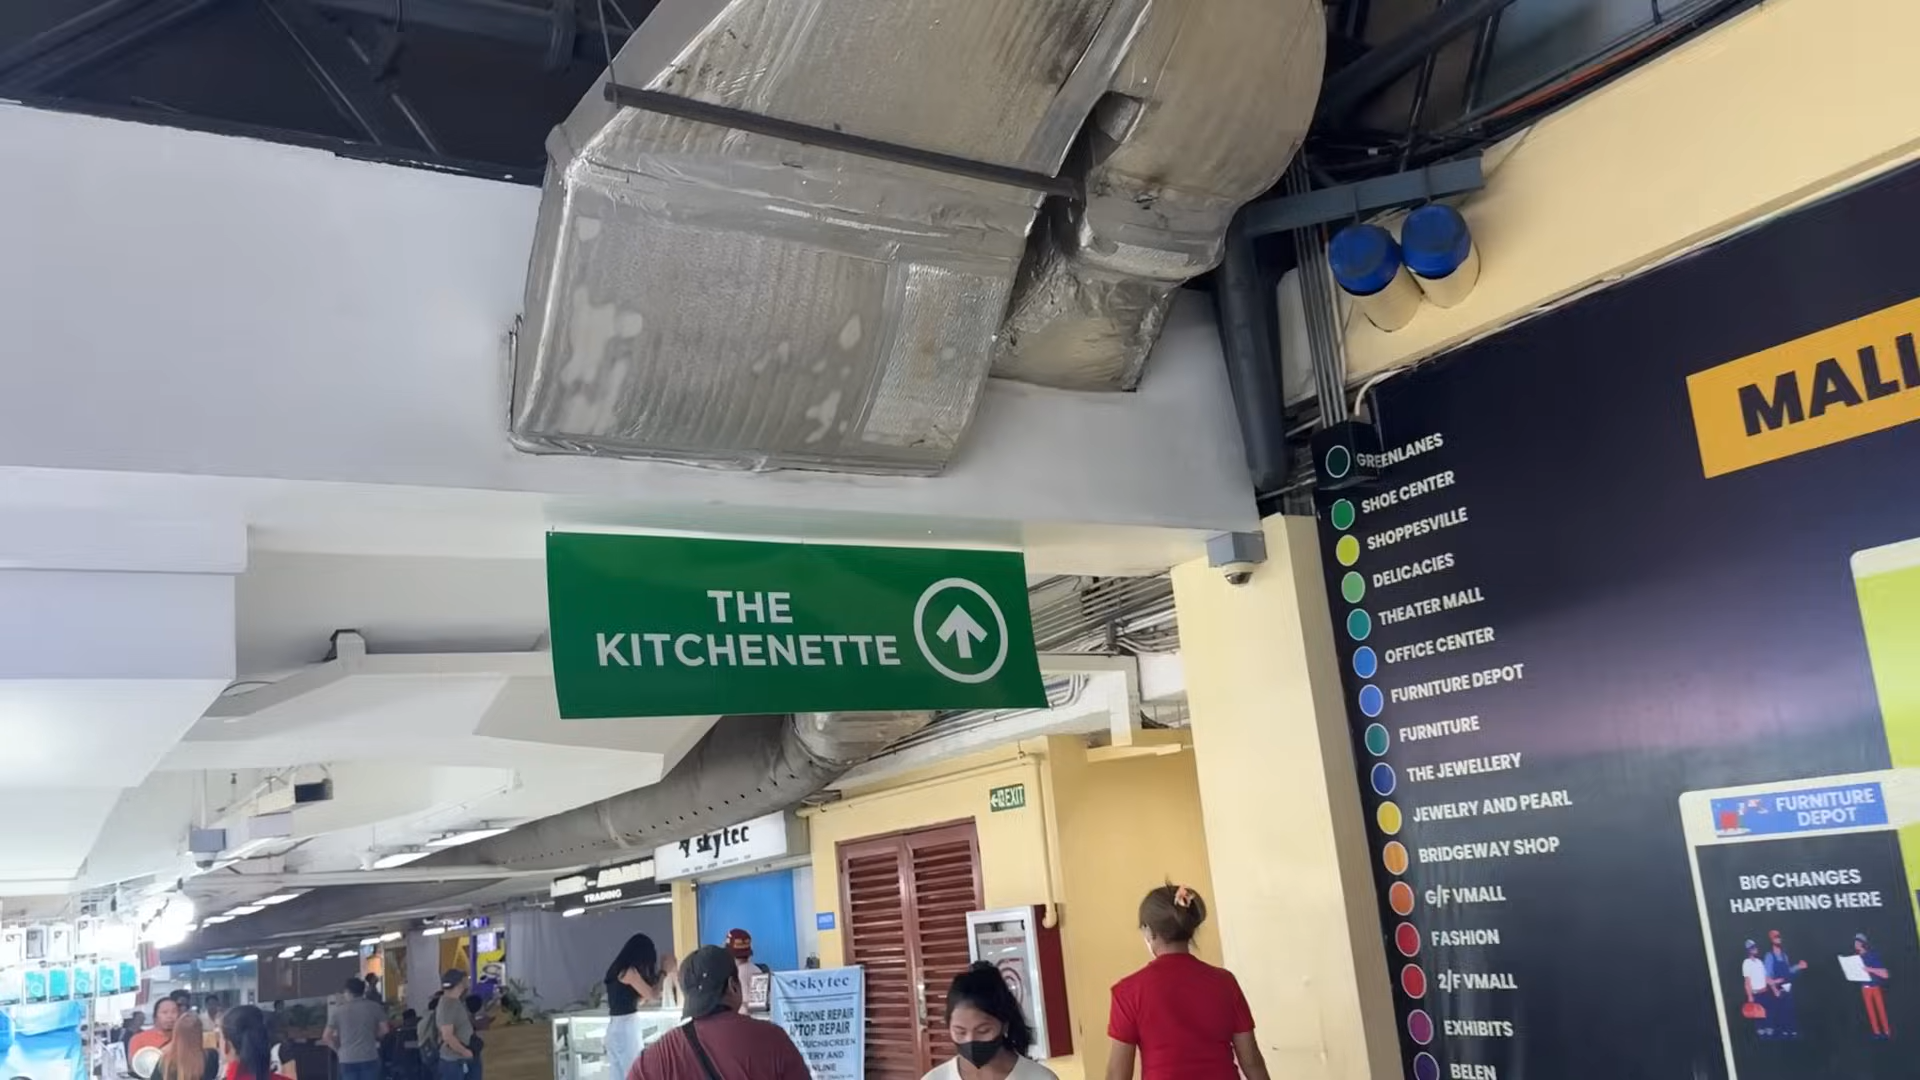 MALL
GREENLANES
SHOE CENTER
SHOPPESVILLE
DELICACIES
THEATER MALL
OFFICE CENTER
FURNITURE DEPOT
FURNITURE
THE JEWELLERY
JEWELRY AND PEARL
BRIDGEWAY SHOP
G/F VMALL
FASHION
2/F VMALL
EXHIBITS
BELEN
FURNITURE
DEPOT
BIG CHANGES
HAPPENING HERE
THE
KITCHENETTE
EXIT
skytec
TRADING
skytec
CELLPHONE REPAIR
LAPTOP REPAIR
TOUCHSCREEN
AND